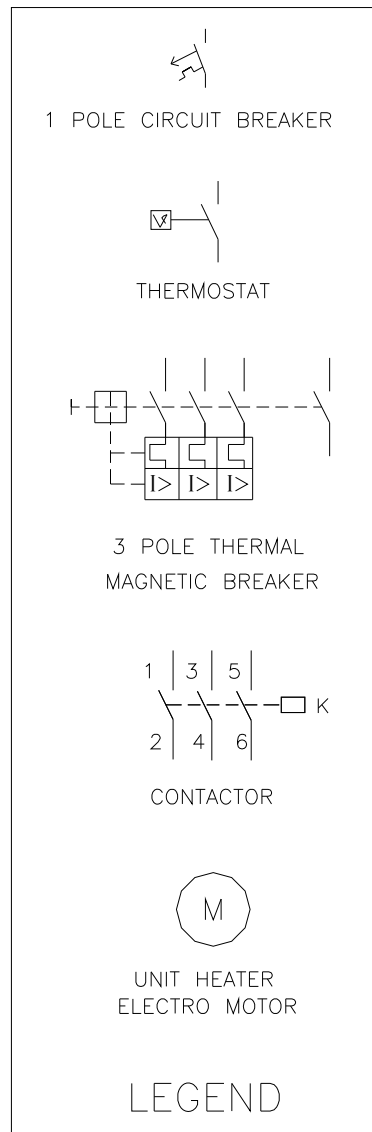 1 POLE CIRCUIT BREAKER
THERMOSTAT
I> I> I>
3 POLE THERMAL
MAGNETIC BREAKER
1 3 5
K
2 4 6
CONTACTOR
M
UNIT HEATER
ELECTRO MOTOR
LEGEND